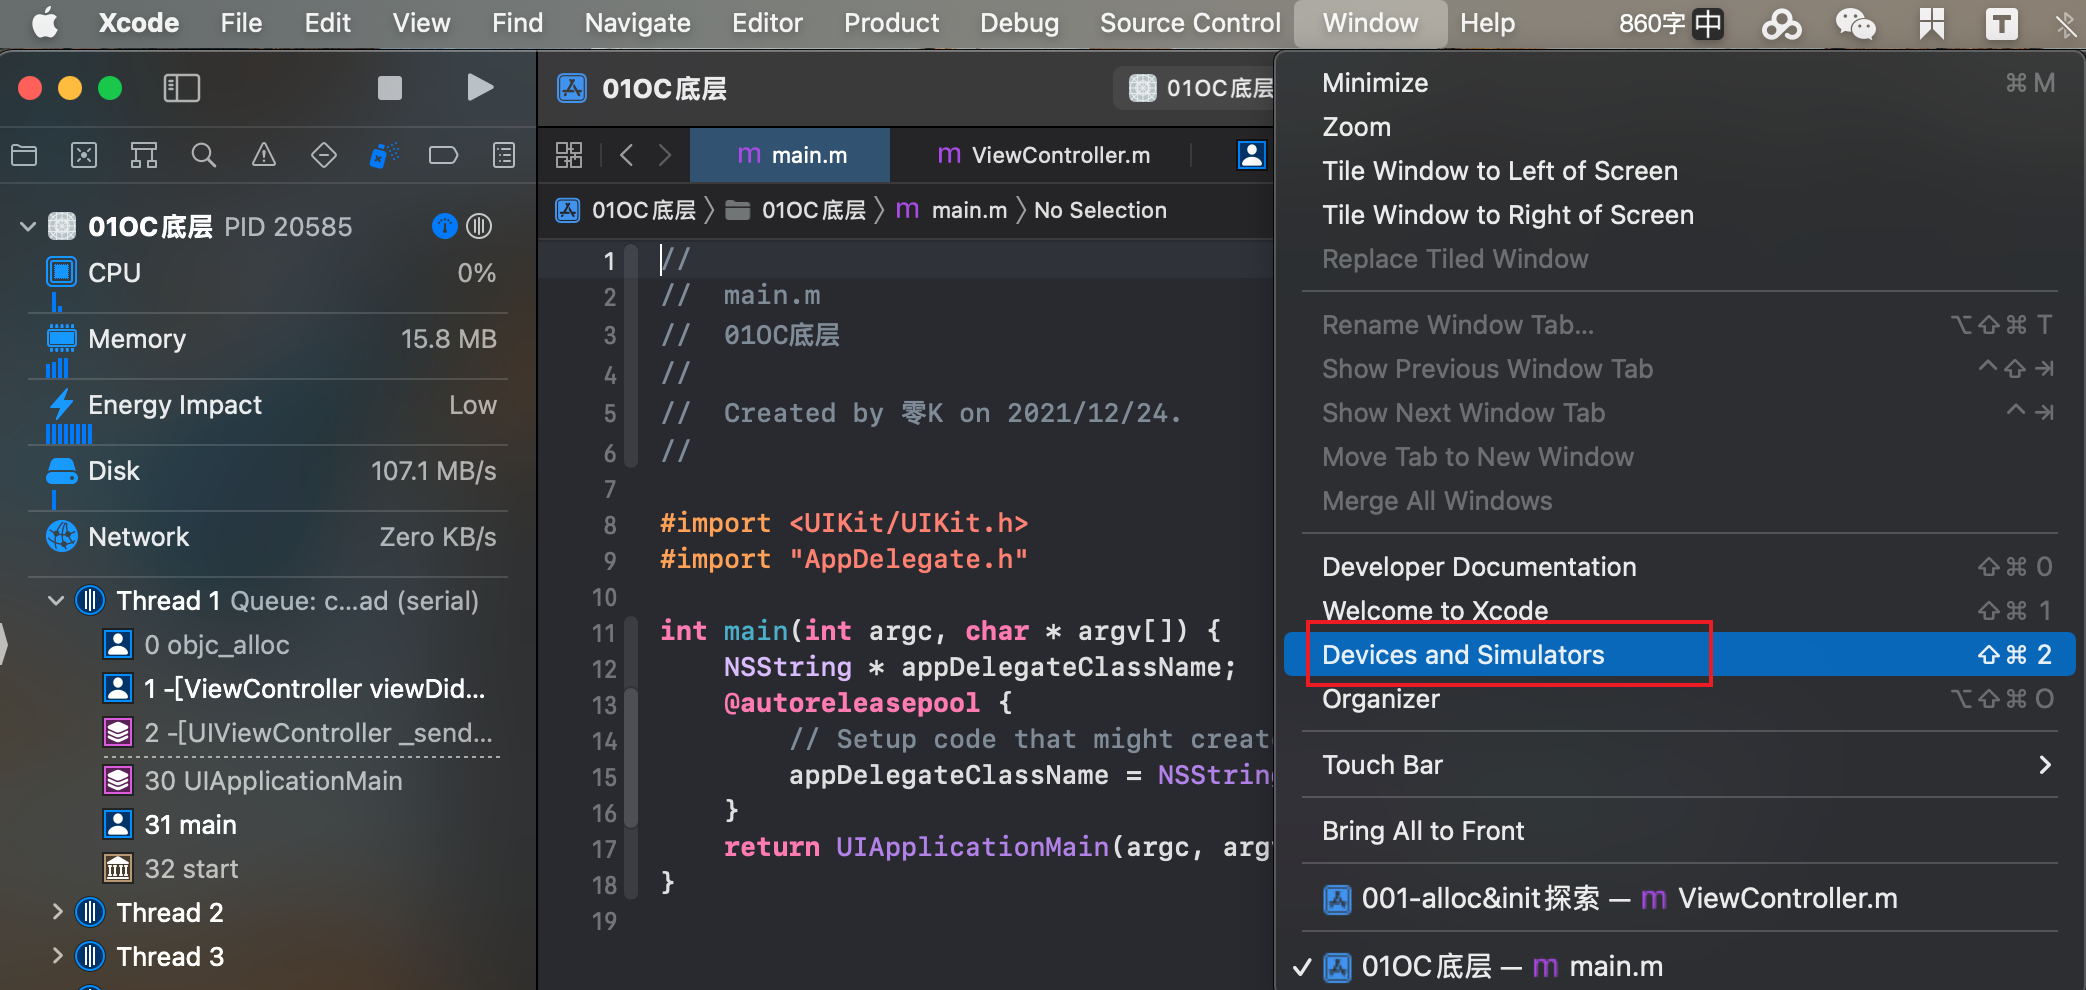 Xcode File Edit View Find Navigate Editor Product Debug Source Control Window Help 860字 中 T
01OC底层
01OC底层
m main.m m ViewController.m
01OC底层 〉 01OC底层 〉 m main.m 〉 No Selection
01OC底层 PID 20585
CPU 0%
Memory 15.8 MB
Energy Impact Low
Disk 107.1 MB/s
Network Zero KB/s
Thread 1 Queue: c...ad (serial)
0 objc_alloc
1 -[ViewController viewDid...
2 -[UIViewController _send...
30 UIApplicationMain
31 main
32 start
Thread 2
Thread 3
1 //
2 // main.m
3 // 01OC底层
4 //
5 // Created by 零K on 2021/12/24.
6 //
7
8 #import <UIKit/UIKit.h>
9 #import "AppDelegate.h"
10
11 int main(int argc, char * argv[]) {
12 NSString * appDelegateClassName;
13 @autoreleasepool {
14 // Setup code that might creat
15 appDelegateClassName = NSString
16 }
17 return UIApplicationMain(argc, arg
18 }
19
Minimize ⌘ M
Zoom
Tile Window to Left of Screen
Tile Window to Right of Screen
Replace Tiled Window
Rename Window Tab... ⌥⇧⌘ T
Show Previous Window Tab ^⇧⇥
Show Next Window Tab ^⇥
Move Tab to New Window
Merge All Windows
Developer Documentation ⇧⌘ 0
Welcome to Xcode ⇧⌘ 1
Devices and Simulators ⇧⌘ 2
Organizer ⌥⇧⌘ O
Touch Bar
Bring All to Front
001-alloc&init探索 — m ViewController.m
✓ 01OC底层 — m main.m